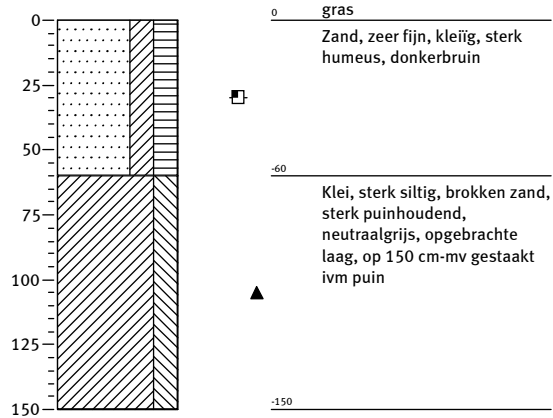 0
25
50
75
100
125
150
0
gras
Zand, zeer fijn, kleiïg, sterk
humeus, donkerbruin
-60
Klei, sterk siltig, brokken zand,
sterk puinhoudend,
neutraalgrijs, opgebrachte
laag, op 150 cm-mv gestaakt
ivm puin
-150